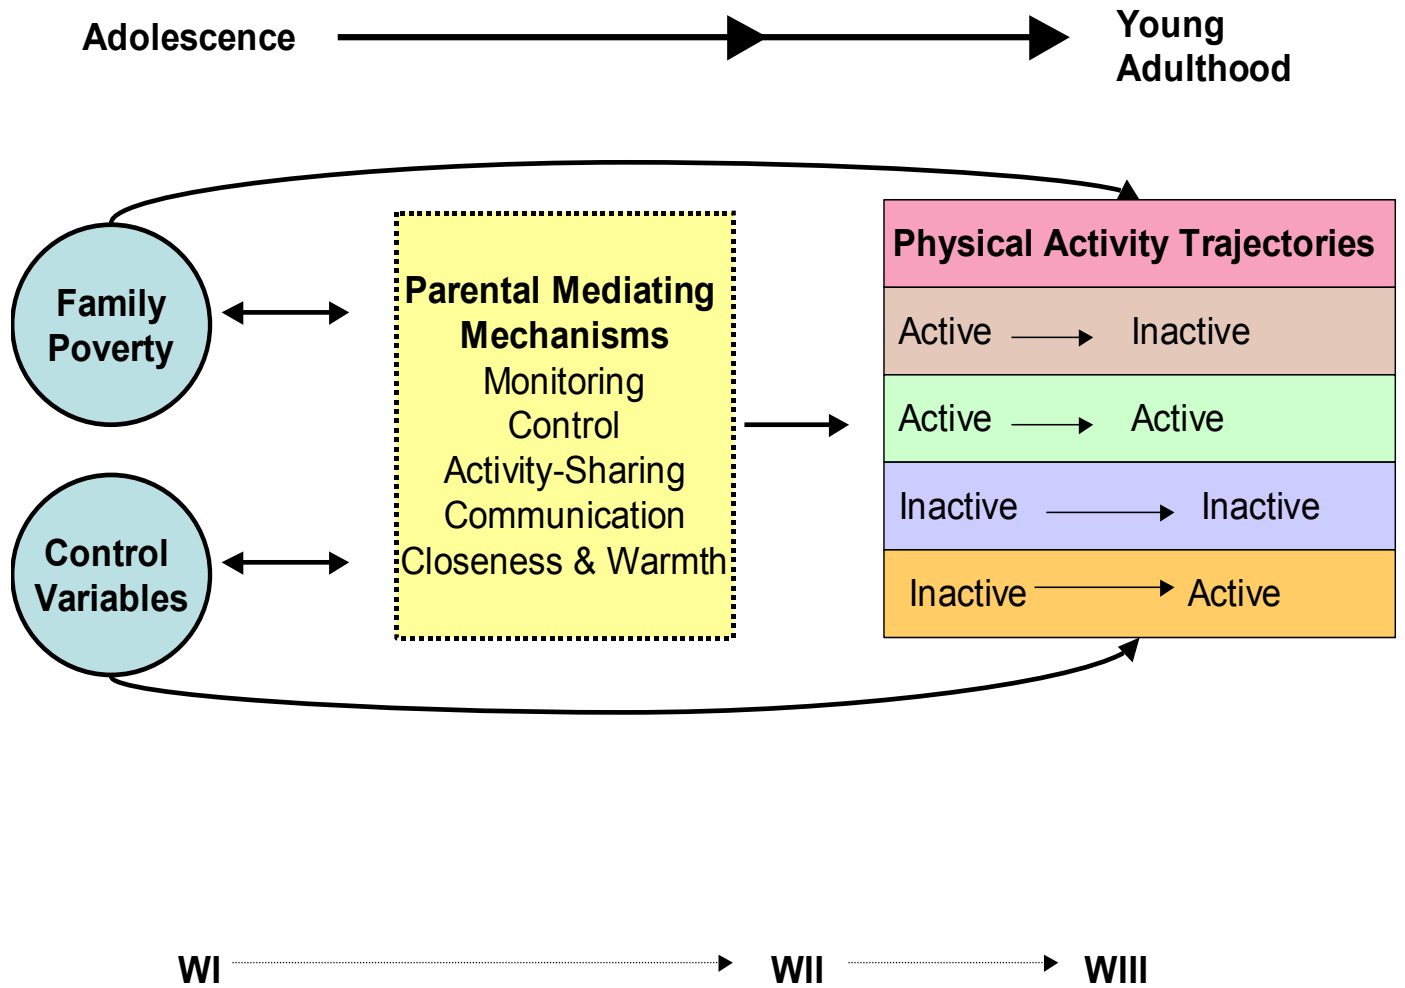 Adolescence
Young
Adulthood
Family
Poverty
Control
Variables
Parental Mediating
Mechanisms
Monitoring
Control
Activity-Sharing
Communication
Closeness & Warmth
Physical Activity Trajectories
Active Inactive
Active Active
Inactive Inactive
Inactive Active
WI WII WIII